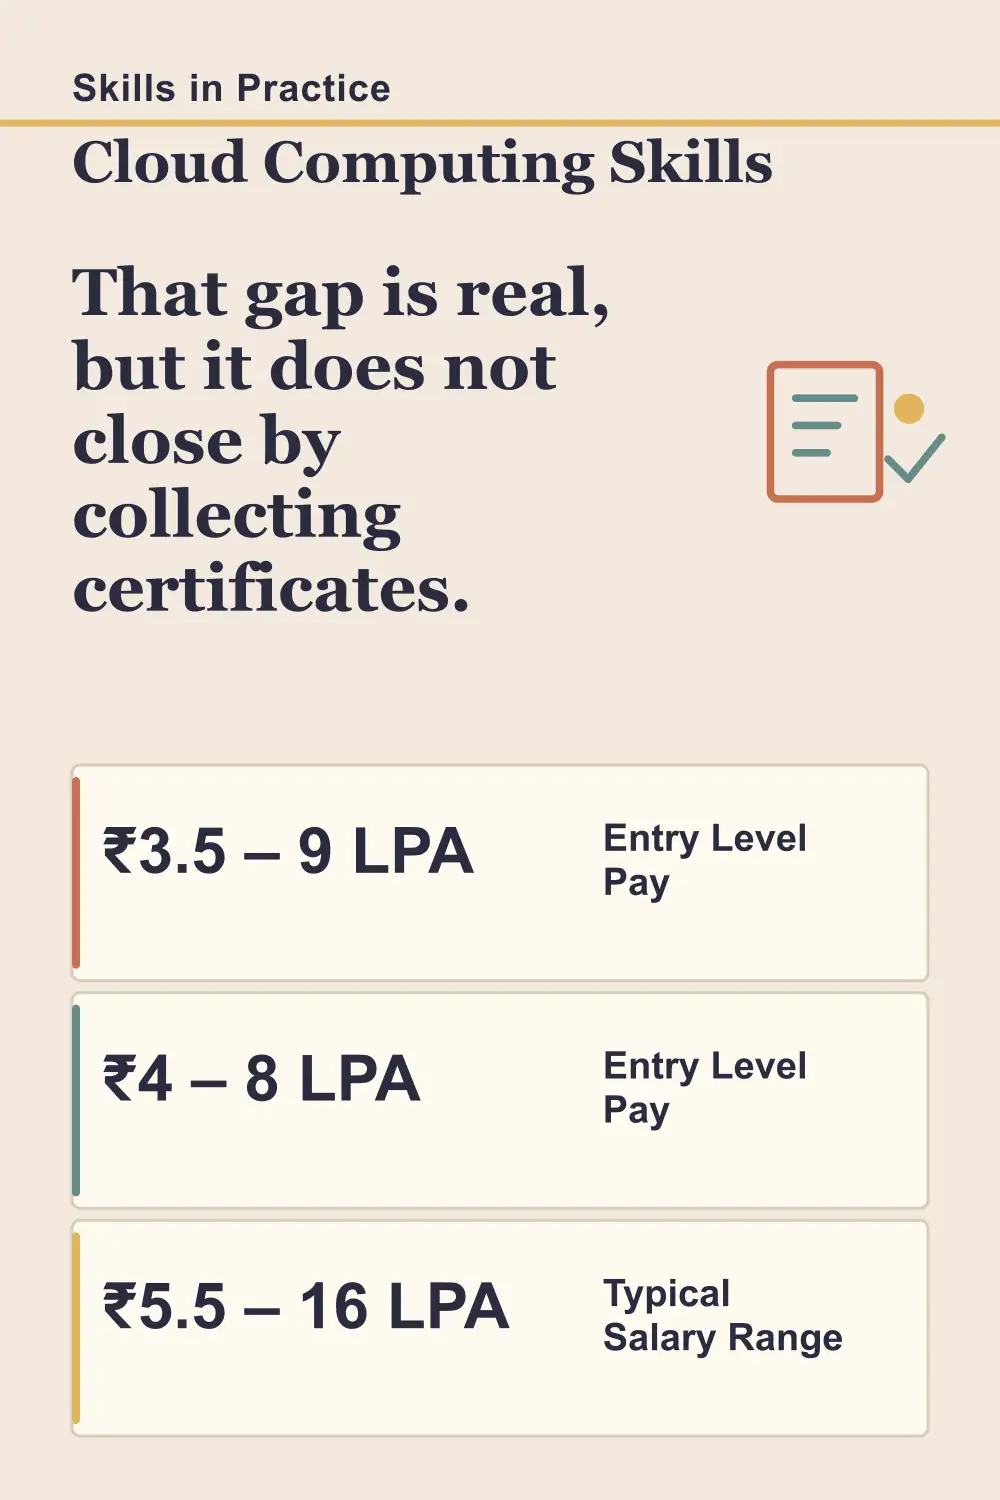 Skills in Practice
Cloud Computing Skills
That gap is real,
but it does not
close by
collecting
certificates.
₹3.5 – 9 LPA
Entry Level
Pay
₹4 – 8 LPA
Entry Level
Pay
₹5.5 – 16 LPA
Typical
Salary Range